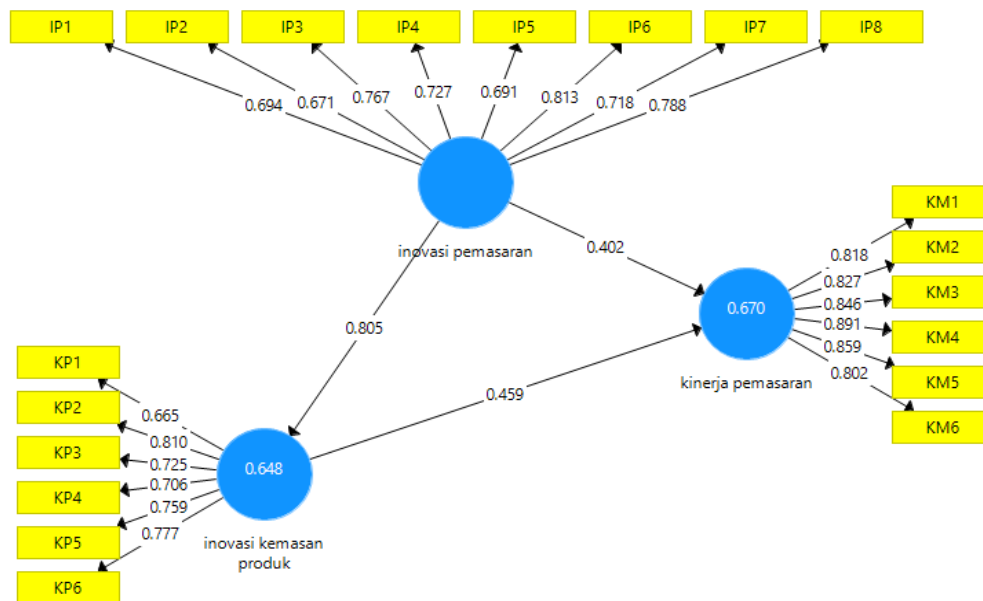 IP1 IP2 IP3 IP4 IP5 IP6 IP7 IP8
0.694 0.671 0.767 0.727 0.691 0.813 0.718 0.788
inovasi pemasaran
0.402
0.805
0.459
KM1
KM2
KM3
KM4
KM5
KM6
0.818
0.827
0.846
0.891
0.859
0.802
0.670
kinerja pemasaran
KP1
KP2
KP3
KP4
KP5
KP6
0.665
0.810
0.725
0.706
0.759
0.777
0.648
inovasi kemasan
produk